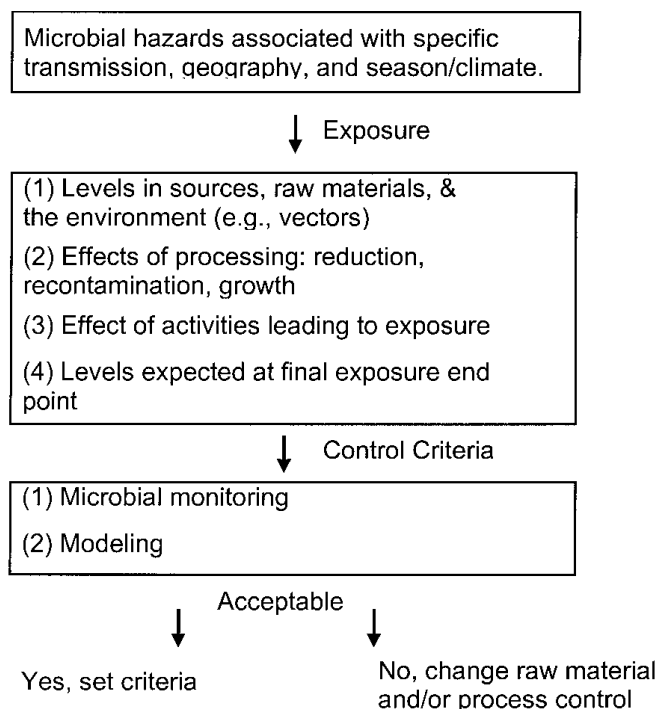 Microbial hazards associated with specific
transmission, geography, and season/climate.
Exposure
(1) Levels in sources, raw materials, &
the environment (e.g., vectors)
(2) Effects of processing: reduction,
recontamination, growth
(3) Effect of activities leading to exposure
(4) Levels expected at final exposure end
point
Control Criteria
(1) Microbial monitoring
(2) Modeling
Acceptable
Yes, set criteria
No, change raw material
and/or process control